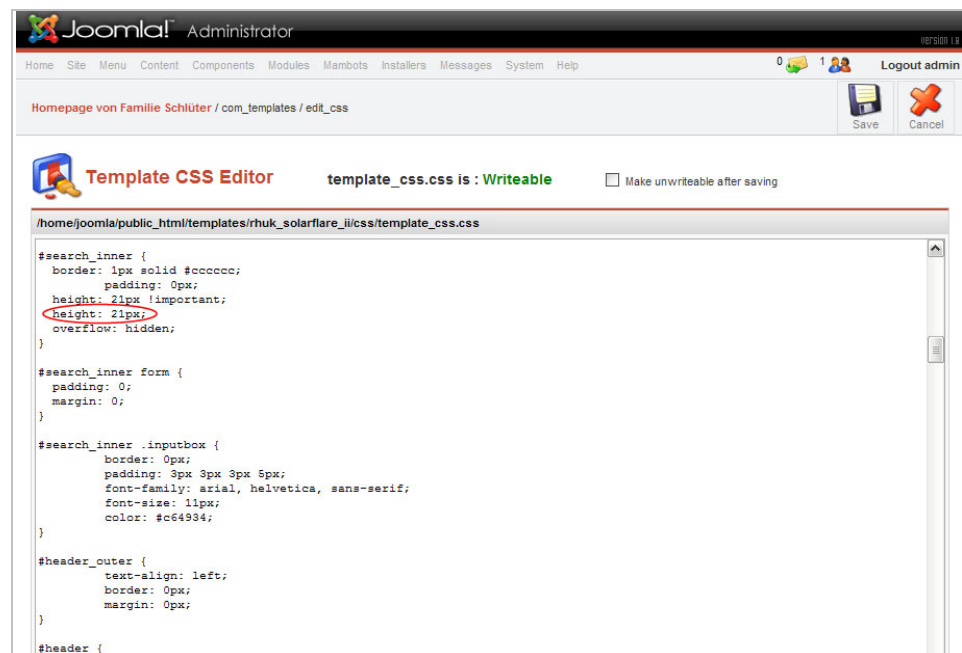 Joomla!™ Administrator
version 1.0
Home Site Menu Content Components Modules Mambots Installers Messages System Help 0 1 Logout admin
Homepage von Familie Schlüter / com_templates / edit_css
Save Cancel
Template CSS Editor template_css.css is : Writeable Make unwriteable after saving
/home/joomla/public_html/templates/rhuk_solarflare_ii/css/template_css.css
#search_inner {
border: 1px solid #cccccc;
padding: 0px;
height: 21px !important;
height: 21px;
overflow: hidden;
}
#search_inner form {
padding: 0;
margin: 0;
}
#search_inner .inputbox {
border: 0px;
padding: 3px 3px 3px 5px;
font-family: arial, helvetica, sans-serif;
font-size: 11px;
color: #c64934;
}
#header_outer {
text-align: left;
border: 0px;
margin: 0px;
}
#header {